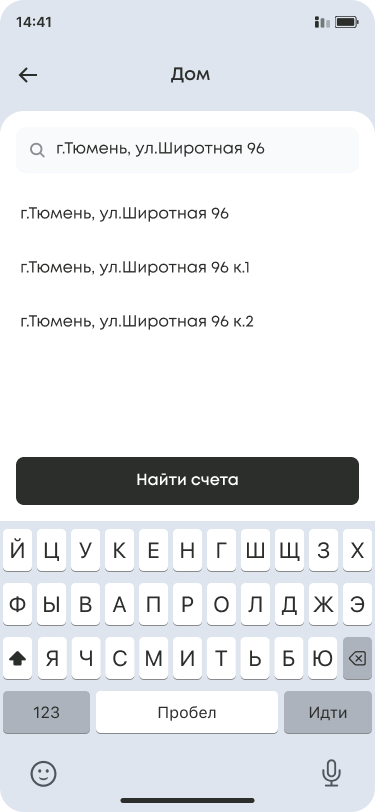 14:41
Дом
г.Тюмень, ул.Широтная 96
г.Тюмень, ул.Широтная 96
г.Тюмень, ул.Широтная 96 к.1
г.Тюмень, ул.Широтная 96 к.2
Найти счета
Й Ц У К Е Н Г Ш Щ З Х
Ф Ы В А П Р О Л Д Ж Э
Я Ч С М И Т Ь Б Ю
123 Пробел Идти